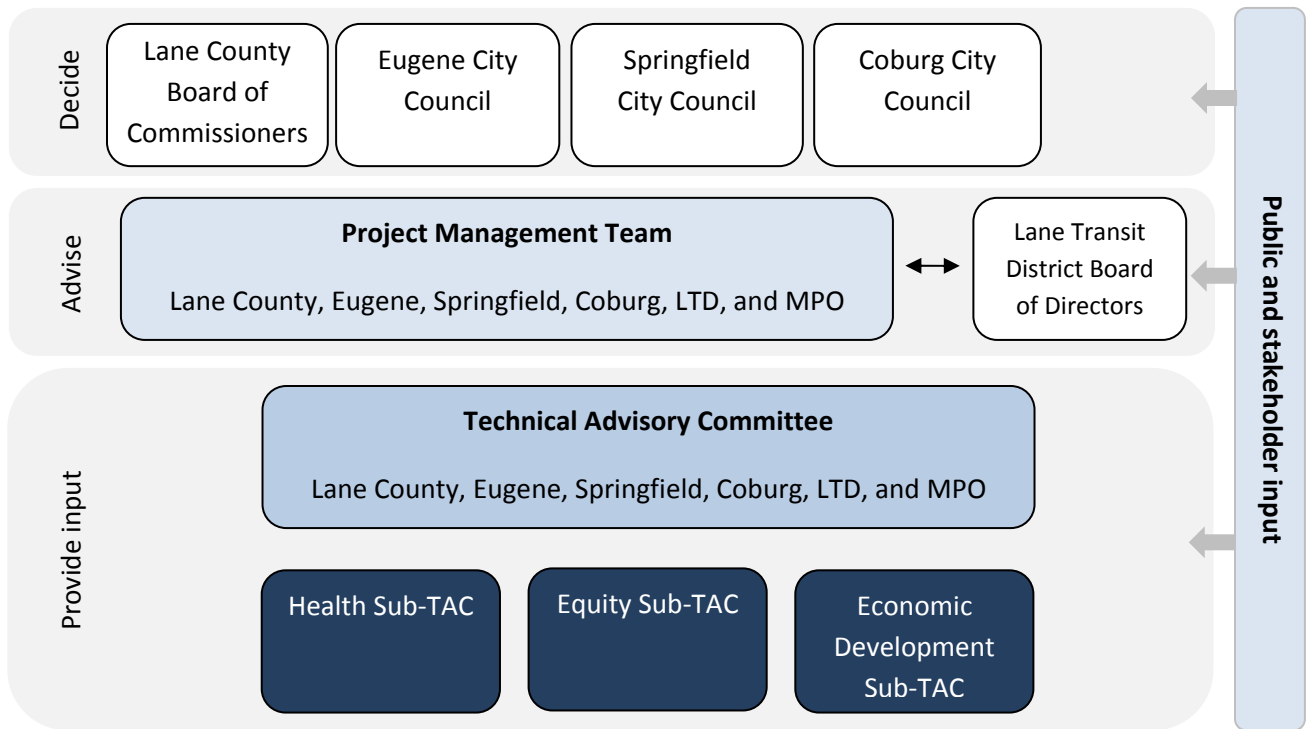 Decide
Lane County
Board of
Commissioners
Eugene City
Council
Springfield
City Council
Coburg City
Council
Advise
Project Management Team
Lane County, Eugene, Springfield, Coburg, LTD, and MPO
Lane Transit
District Board
of Directors
Provide input
Technical Advisory Committee
Lane County, Eugene, Springfield, Coburg, LTD, and MPO
Health Sub-TAC
Equity Sub-TAC
Economic
Development
Sub-TAC
Public and stakeholder input